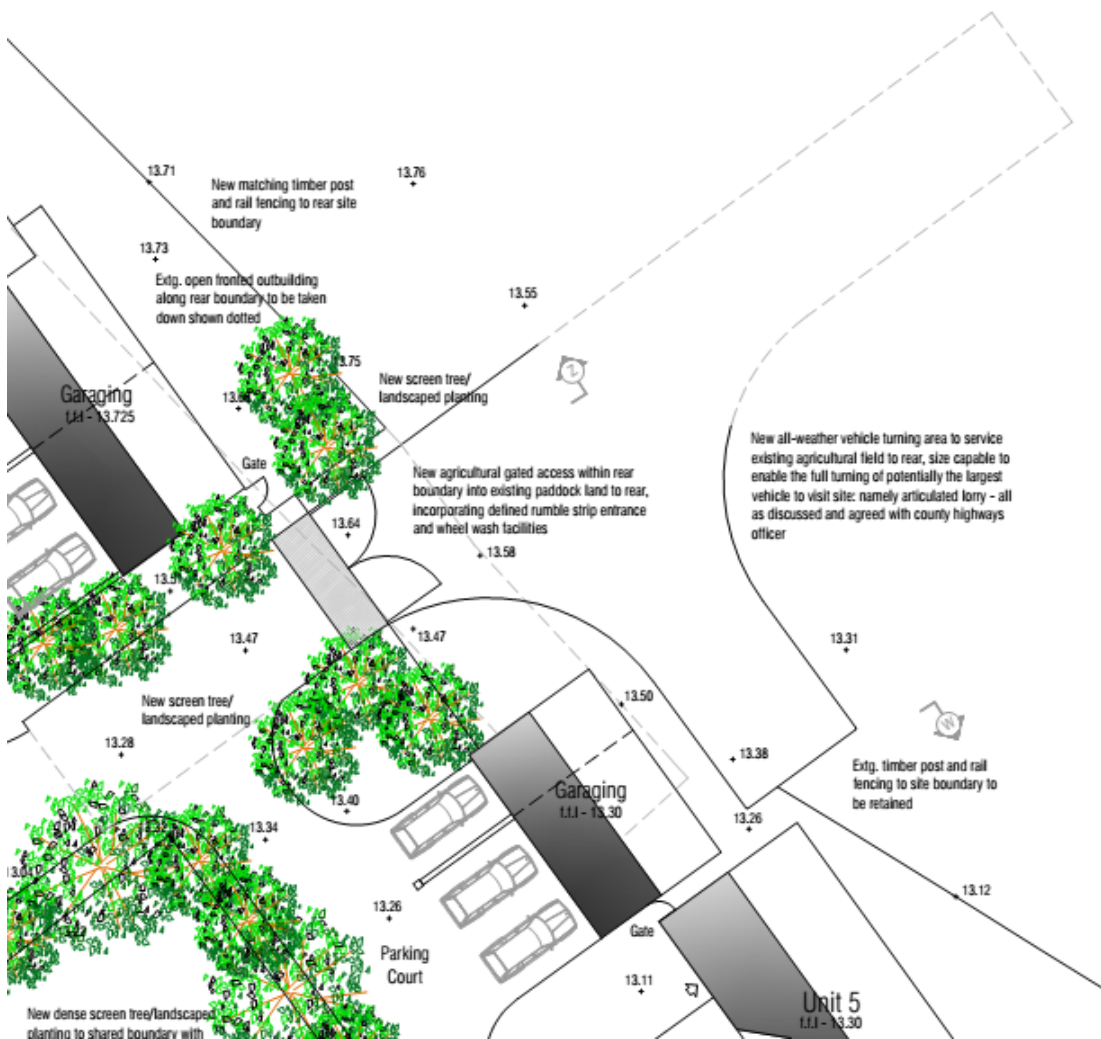 13.71
13.76
New matching timber post
and rail fencing to rear site
boundary
13.73
Extg. open fronted outbuilding
along rear boundary to be taken
down shown dotted
13.55
Z
13.75
New screen tree/
landscaped planting
Garaging
f.f.l - 13.725
Gate
New agricultural gated access within rear
boundary into existing paddock land to rear,
incorporating defined rumble strip entrance
and wheel wash facilities
New all-weather vehicle turning area to service
existing agricultural field to rear, size capable to
enable the full turning of potentially the largest
vehicle to visit site: namely articulated lorry - all
as discussed and agreed with county highways
officer
13.64
13.58
13.47
13.47
13.31
New screen tree/
landscaped planting
13.50
W
13.28
13.38
Extg. timber post and rail
fencing to site boundary to
be retained
Garaging
f.f.l - 13.30
13.40
13.26
13.32
13.34
13.12
13.26
Gate
Parking
Court
13.11
Unit 5
f.f.l - 13.30
New dense screen tree/landscaped
planting to shared boundary with